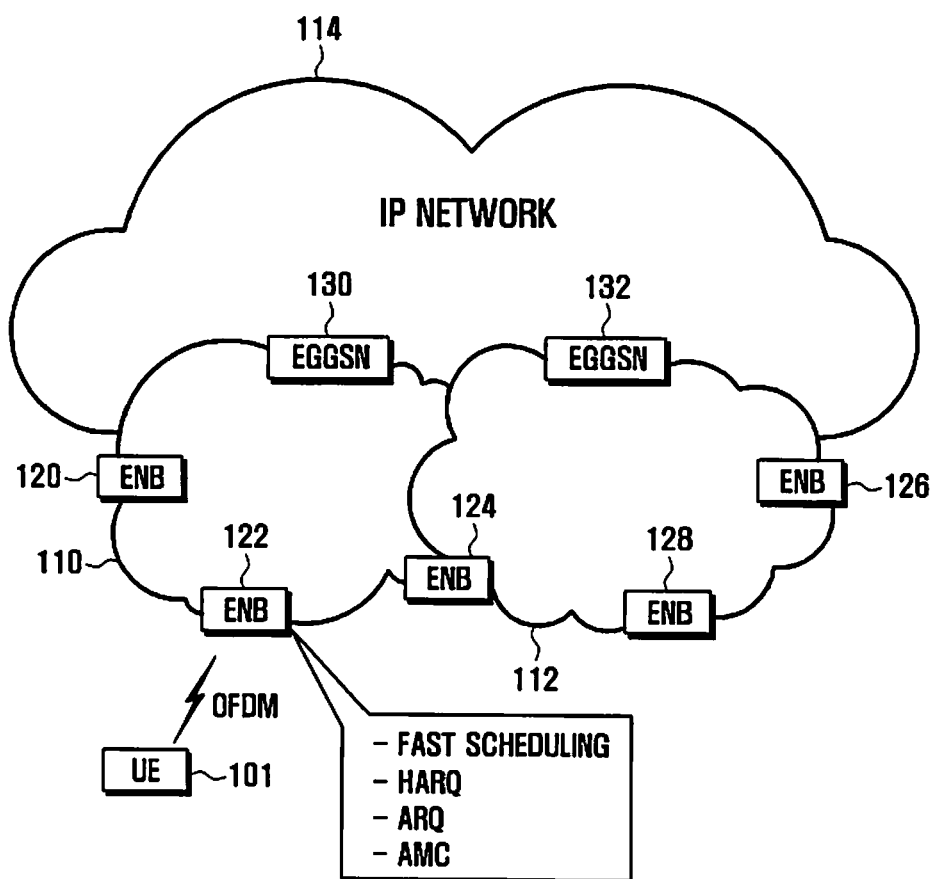 114
IP NETWORK
130
132
EGGSN
EGGSN
120
ENB
ENB
126
124
122
128
110
ENB
ENB
ENB
112
OFDM
UE
101
- FAST SCHEDULING
- HARQ
- ARQ
- AMC